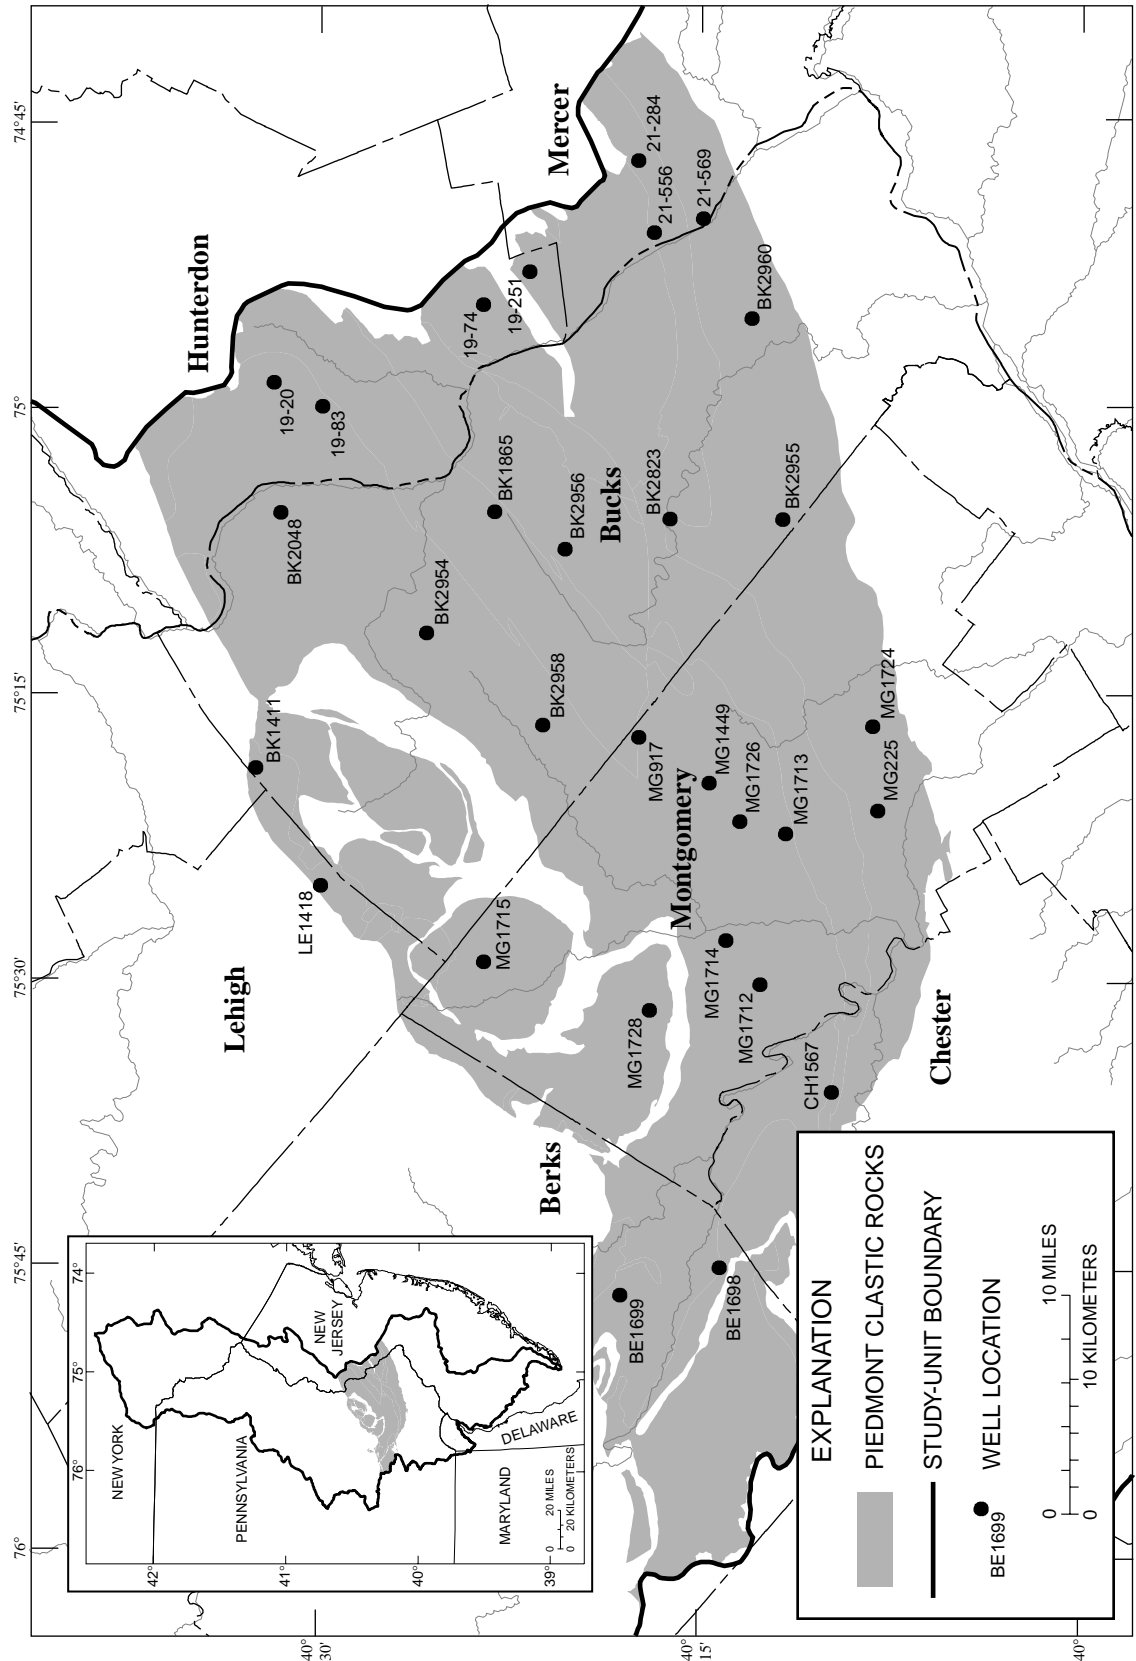 76°
75°45'
75°30'
75°15'
75°
74°45'
40°
30'
40°
15'
40°
Lehigh
Hunterdon
Mercer
Berks
Montgomery
Bucks
Chester
BK1411
LE1418
BK2048
19-20
19-83
19-74
19-251
21-284
21-556
21-569
BK2960
BK1865
BK2956
BK2823
BK2955
BK2954
BK2958
MG917
MG1449
MG1726
MG1713
MG1724
MG225
MG1715
MG1714
MG1712
MG1728
CH1567
BE1698
BE1699
42°
41°
40°
39°
76°
75°
74°
NEW YORK
PENNSYLVANIA
NEW
JERSEY
MARYLAND
DELAWARE
0 20 MILES
0 20 KILOMETERS
EXPLANATION
PIEDMONT CLASTIC ROCKS
STUDY-UNIT BOUNDARY
BE1699
WELL LOCATION
0 10 MILES
0 10 KILOMETERS